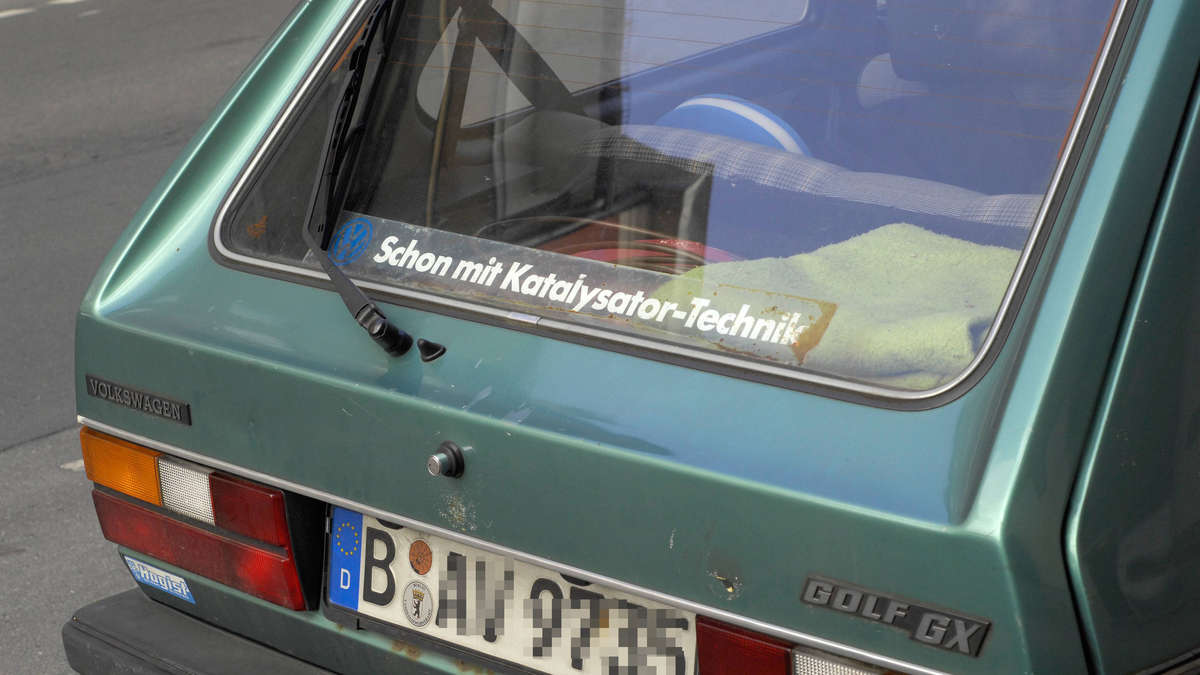 Schon mit Katalysator-Technik
VOLKSWAGEN
D
B
GOLF GX